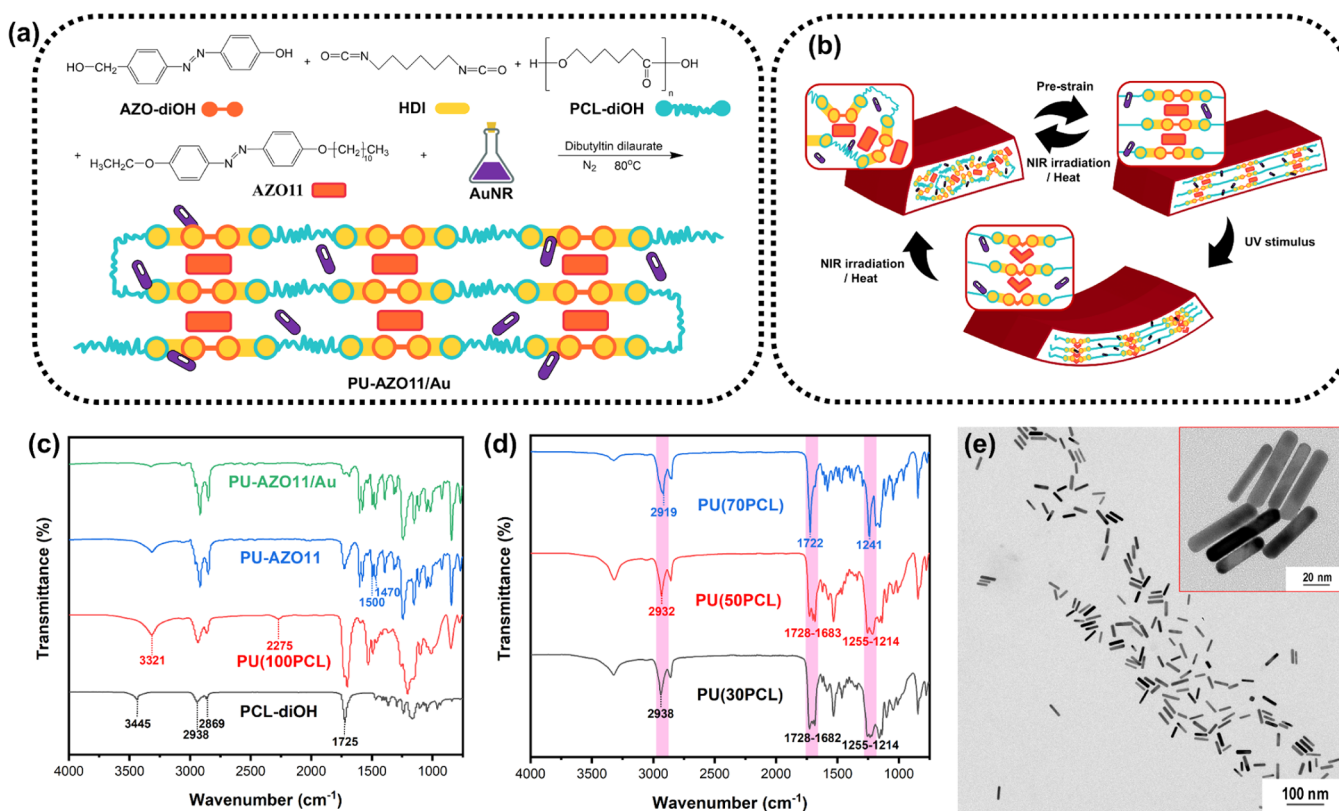 (a)
HO-CH₂
N=N
OH
+
O=C=N
N=C=O
+
H
O
C
O
OH
n
AZO-diOH
HDI
PCL-diOH
+
H₃CH₂C-O
N=N
O-(CH₂)₁₀CH₃
+
AZO11
AuNR
Dibutyltin dilaurate
N₂ 80°C
PU-AZO11/Au
(b)
Pre-strain
NIR irradiation
/ Heat
UV stimulus
NIR irradiation
/ Heat
(c)
Transmittance (%)
PU-AZO11/Au
PU-AZO11
1500
1470
PU(100PCL)
3321
2275
PCL-diOH
3445
2938
2869
1725
4000 3500 3000 2500 2000 1500 1000
Wavenumber (cm⁻¹)
(d)
Transmittance (%)
PU(70PCL)
2919
1722
1241
PU(50PCL)
2932
1728-1683
1255-1214
PU(30PCL)
2938
1728-1682
1255-1214
4000 3500 3000 2500 2000 1500 1000
Wavenumber (cm⁻¹)
(e)
20 nm
100 nm